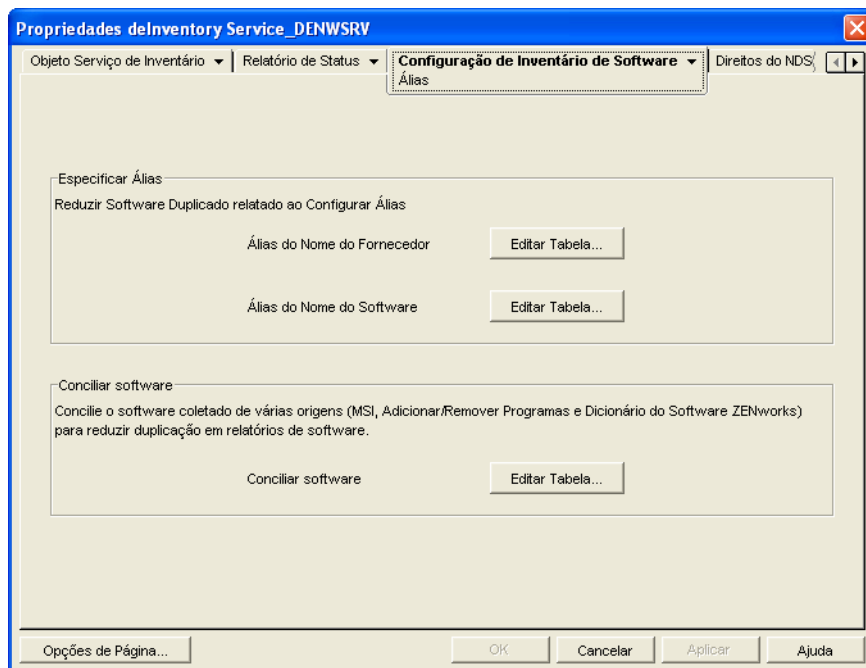 Propriedades deInventory Service_DENWSRV
Objeto Serviço de Inventário
Relatório de Status
Configuração de Inventário de Software
Álias
Direitos do NDS
Especificar Álias
Reduzir Software Duplicado relatado ao Configurar Álias
Álias do Nome do Fornecedor
Editar Tabela...
Álias do Nome do Software
Editar Tabela...
Conciliar software
Concilie o software coletado de várias origens (MSI, Adicionar/Remover Programas e Dicionário do Software ZENworks)
para reduzir duplicação em relatórios de software.
Conciliar software
Editar Tabela...
Opções de Página...
OK
Cancelar
Aplicar
Ajuda